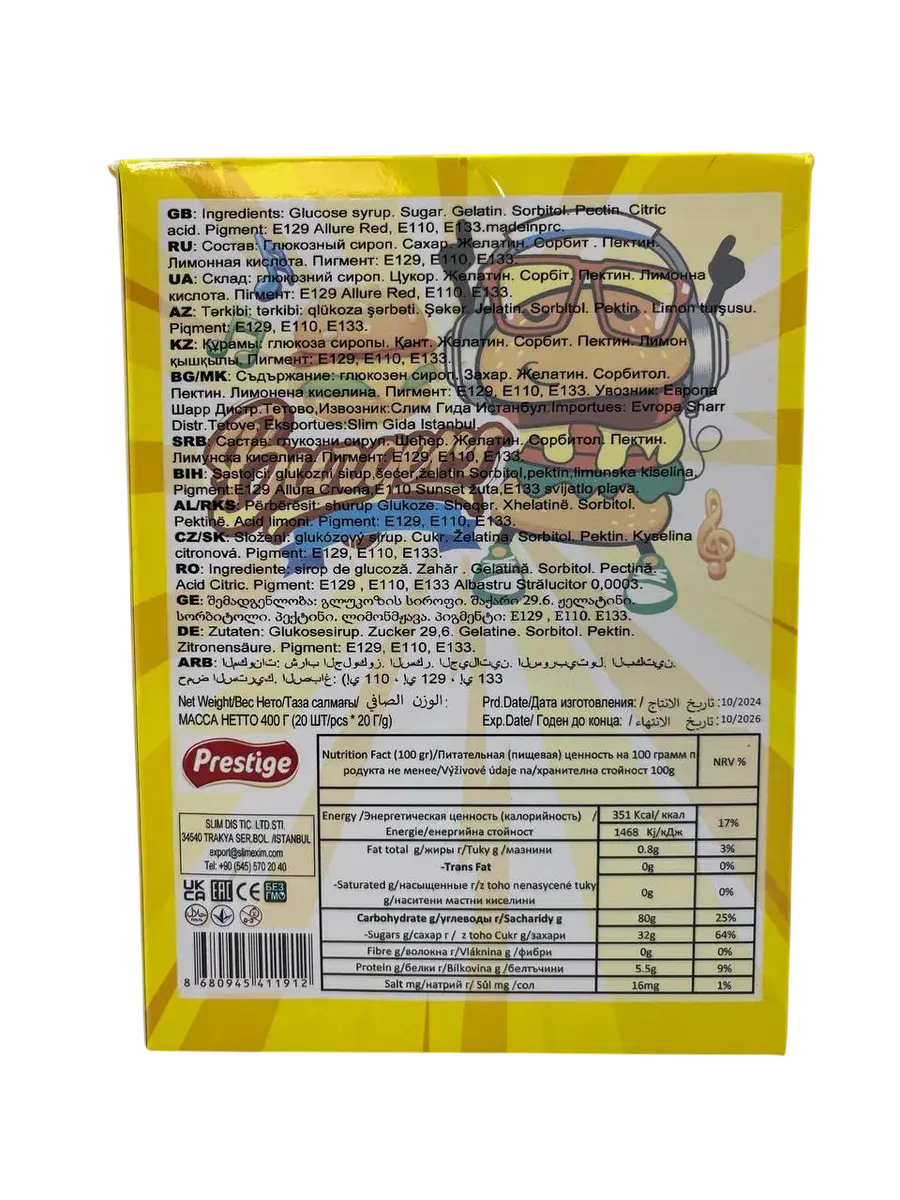 GB: Ingredients: Glucose syrup. Sugar. Gelatin. Sorbitol. Pectin. Citric
acid. Pigment: E129 Allure Red, E110, E133.madeinprc.
RU: Состав: Глюкозный сироп. Сахар. Желатин. Сорбит . Пектин.
Лимонная кислота. Пигмент: E129, E110, E133.
UA: Склад: глюкозний сироп. Цукор. Желатин. Сорбіт. Пектин. Лимонна
кислота. Пігмент: E129 Allure Red, E110. E133.
AZ: Tərkibi: tərkibi: qlükoza şərbəti. Şekər. Jelatin. Sorbitol. Pektin . Limon turşusu.
Piqment: E129, E110, E133.
KZ: Құрамы: глюкоза сиропы. Қант. Желатин. Сорбит. Пектин. Лимон
қышқылы. Пигмент: E129, E110, E133.
BG/MK: Съдържание: глюкозен сироп. Захар. Желатин. Сорбитол.
Пектин. Лимонена киселина. Пигмент: E129, E110, E133. Увозник: Европа
Шарр Дистр.Тетово,Извозник:Слим Гида Истанбул.Importues: Evropa Sharr
Distr.Tetove, Eksportues:Slim Gida Istanbul.
SRB: Састав: глукозни сируп. Шећер. Желатин. Сорбитол. Пектин.
Лимунска киселина. Пигмент: E129, E110, E133.
BIH: Sastojci: glukozni sirup,šećer,želatin Sorbitol,pektin,limunska kiselina,
Pigment:E129 Allura Crvena,E110 Sunset žuta,E133 svijetlo plava.
AL/RKS: Përbërësit: shurup Glukoze. Sheqer. Xhelatinë. Sorbitol.
Pektinë. Acid limoni. Pigment: E129, E110, E133.
CZ/SK: Složení: glukózový sirup. Cukr. Želatina. Sorbitol. Pektin. Kyselina
citronová. Pigment: E129, E110, E133.
RO: Ingrediente: sirop de glucoză. Zahăr . Gelatină. Sorbitol. Pectină.
Acid Citric. Pigment: E129 , E110, E133 Albastru Strălucitor 0,0003.
GE: შემადგენლობა: გლუკოზის სიროფი. შაქარი 29.6. ჟელატინი.
სორბიტოლი. პექტინი. ლიმონმჟავა. პიგმენტი: E129 , E110. E133.
DE: Zutaten: Glukosesirup. Zucker 29,6. Gelatine. Sorbitol. Pektin.
Zitronensäure. Pigment: E129, E110, E133.
ARB: المكونات: شراب الجلوكوز. السكر. الجيلاتين. السوربيتول. البكتين.
حمض الستريك. الصباغ: (إي 110 ، إي 129 ، إي 133
Net Weight/Вес Нето/Таза салмағы/ الوزن الصافي:
МАССА НЕТТО 400 Г (20 ШТ/pcs * 20 Г/g)
Prd.Date/Дата изготовления: / تاريخ الانتاج :10/2024
Exp.Date/ Годен до конца: / تاريخ الانتهاء :10/2026
Prestige
SLIM DIS TIC. LTD.STI.
34540 TRAKYA SER.BOL. /ISTANBUL
export@slimexim.com
Tel: +90 (545) 570 20 40
UK CA EAC CE БЕЗ ГМО
8 680945 411912
Nutrition Fact (100 gr)/Питательная (пищевая) ценность на 100 грамм п
родукта не менее/Výživové údaje na/хранителна стойност 100g
NRV %
Energy /Энергетическая ценность (калорийность) /
Energie/енергийна стойност
351 Kcal/ ккал
1468 Kj/кДж
17%
Fat total g/жиры г/Tuky g /мазнини 0.8g 3%
-Trans Fat 0g 0%
-Saturated g/насыщенные г/z toho nenasycené tuky
g/наситени мастни киселини 0g 0%
Carbohydrate g/углеводы г/Sacharidy g 80g 25%
-Sugars g/сахар г / z toho Cukr g/захари 32g 64%
Fibre g/волокна г/Vláknina g /фибри 0g 0%
Protein g/белки г/Bílkovina g /белтъчини 5.5g 9%
Salt mg/натрий г/ Sůl mg /сол 16mg 1%